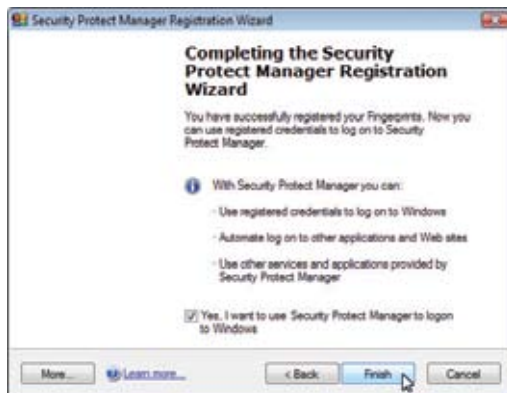 Security Protect Manager Registration Wizard
Completing the Security
Protect Manager Registration
Wizard
You have successfully registered your Fingerprints. Now you
can use registered credentials to log on to Security
Protect Manager.
With Security Protect Manager you can:
· Use registered credentials to log on to Windows
· Automate log on to other applications and Web sites
· Use other services and applications provided by
Security Protect Manager
Yes, I want to use Security Protect Manager to logon
to Windows
More...
Learn more...
< Back
Finish
Cancel